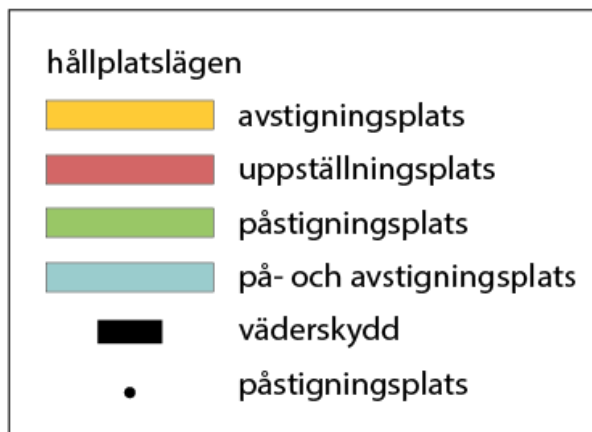 hållplatslägen
avstigningsplats
uppställningsplats
påstigningsplats
på- och avstigningsplats
väderskydd
påstigningsplats